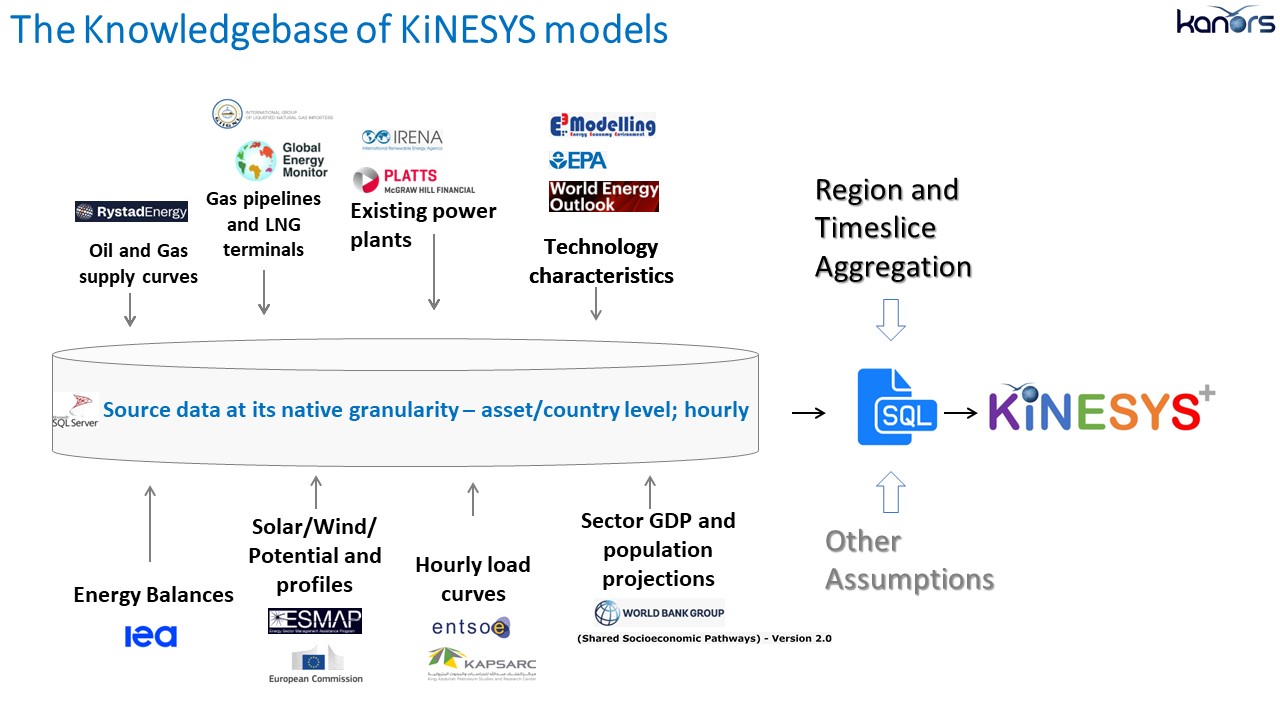 The Knowledgebase of KiNESYS models
kanors
INTERNATIONAL GROUP
OF LIQUEFIED NATURAL GAS IMPORTERS
Global
Energy
Monitor
Gas pipelines
and LNG
terminals
RystadEnergy
Oil and Gas
supply curves
IRENA
International Renewable Energy Agency
PLATTS
McGRAW HILL FINANCIAL
Existing power
plants
E3Modelling
Energy Economy Environment
EPA
World Energy
Outlook
Technology
characteristics
Region and
Timeslice
Aggregation
Microsoft
SQL Server
Source data at its native granularity – asset/country level; hourly
SQL
KiNESYS+
Energy Balances
iea
Solar/Wind/
Potential and
profiles
ESMAP
Energy Sector Management Assistance Program
European Commission
Hourly load
curves
entsoe
KAPSARC
King Abdullah Petroleum Studies and Research Center
Sector GDP and
population
projections
WORLD BANK GROUP
(Shared Socioeconomic Pathways) - Version 2.0
Other
Assumptions